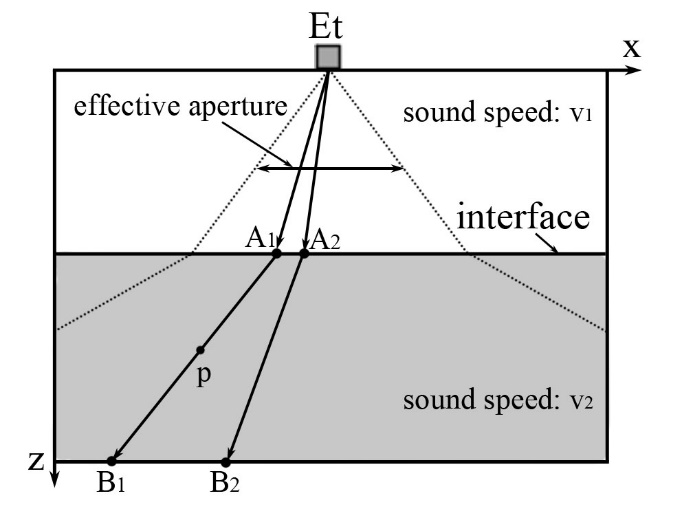 Et
x
effective aperture
sound speed: v1
interface
A1
A2
p
sound speed: v2
z
B1
B2